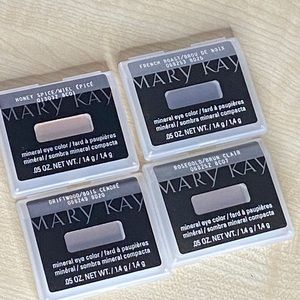 HONEY SPICE/MIEL ÉPICÉ
013032 8C01
MARY KAY
mineral eye color / fard à paupières
minéral / sombra mineral compacta
.05 OZ. NET WT. / 1,4 g / 1,4 g
FRENCH ROAST/BROU DE NOIX
MARY KAY
mineral eye color / fard à paupières
minéral / sombra mineral compacta
.05 OZ. NET WT. / 1,4 g / 1,4 g
DRIFTWOOD/BOIS CENDRÉ
MARY KAY
mineral eye color / fard à paupières
minéral / sombra mineral compacta
.05 OZ. NET WT. / 1,4 g / 1,4 g
ROSEGOLD/BRUN CLAIR
MARY KAY
mineral eye color / fard à paupières
minéral / sombra mineral compacta
.05 OZ. NET WT. / 1,4 g / 1,4 g